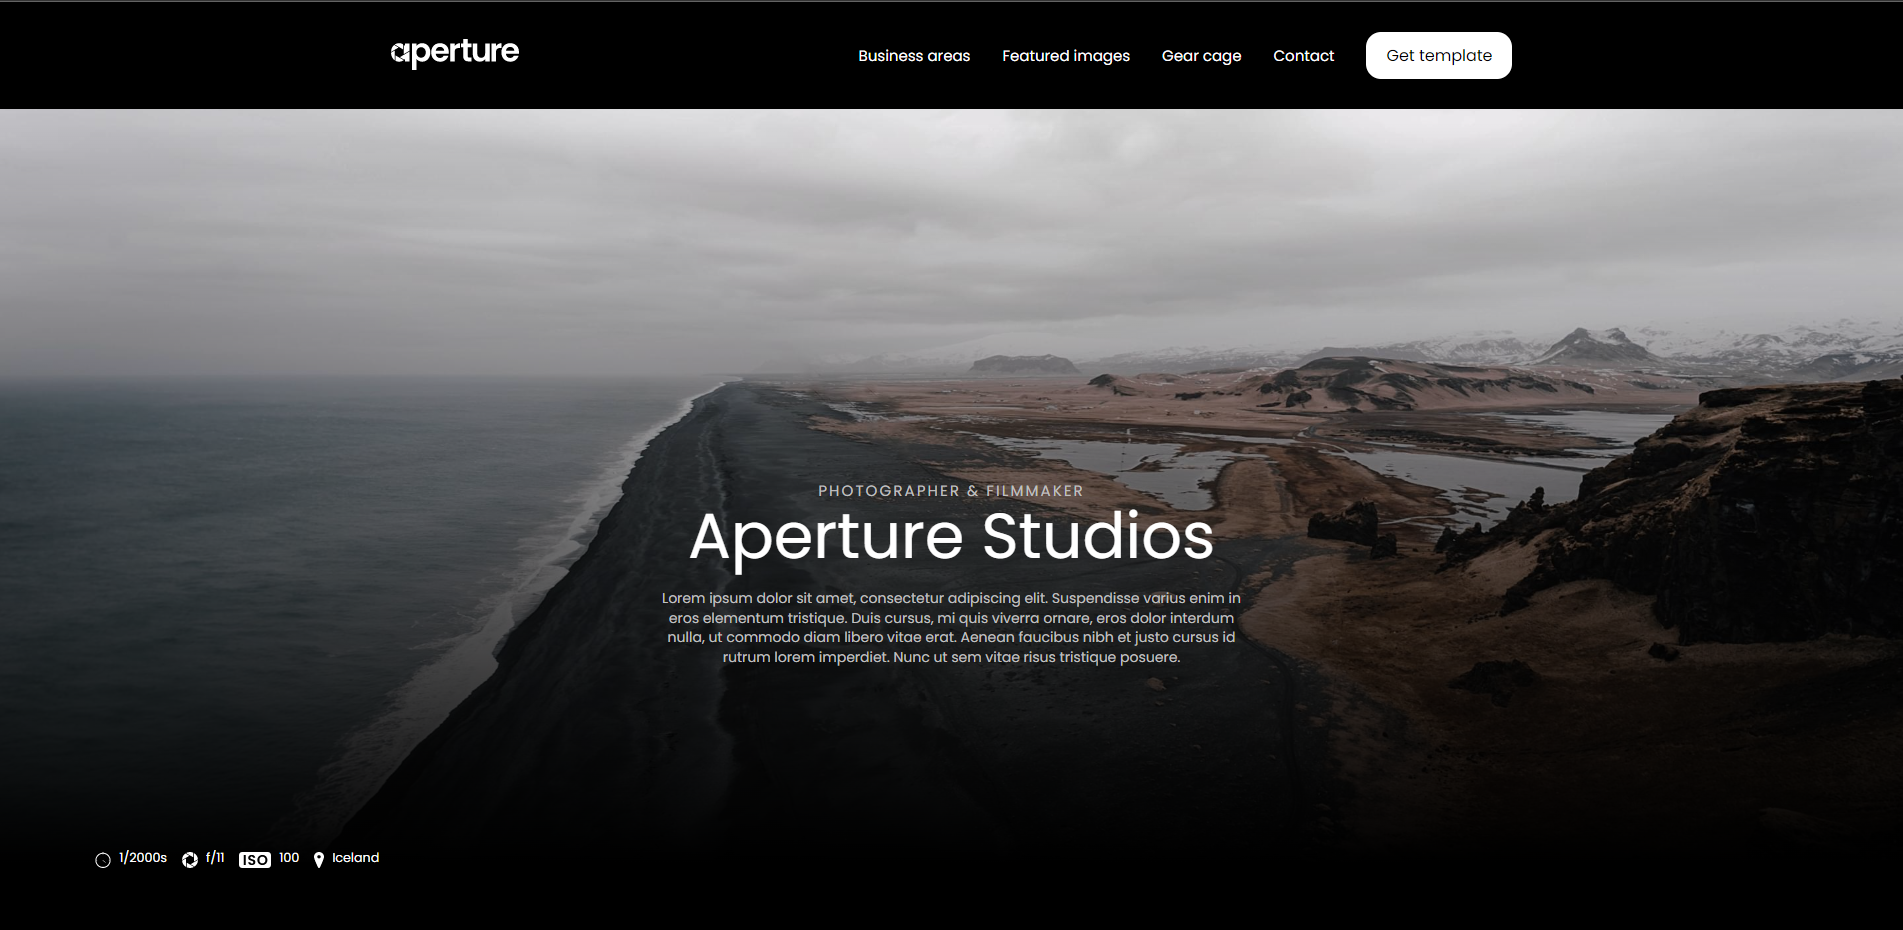 aperture
Business areas Featured images Gear cage Contact Get template
PHOTOGRAPHER & FILMMAKER
Aperture Studios
Lorem ipsum dolor sit amet, consectetur adipiscing elit. Suspendisse varius enim in
eros elementum tristique. Duis cursus, mi quis viverra ornare, eros dolor interdum
nulla, ut commodo diam libero vitae erat. Aenean faucibus nibh et justo cursus id
rutrum lorem imperdiet. Nunc ut sem vitae risus tristique posuere.
1/2000s f/11 ISO 100 Iceland